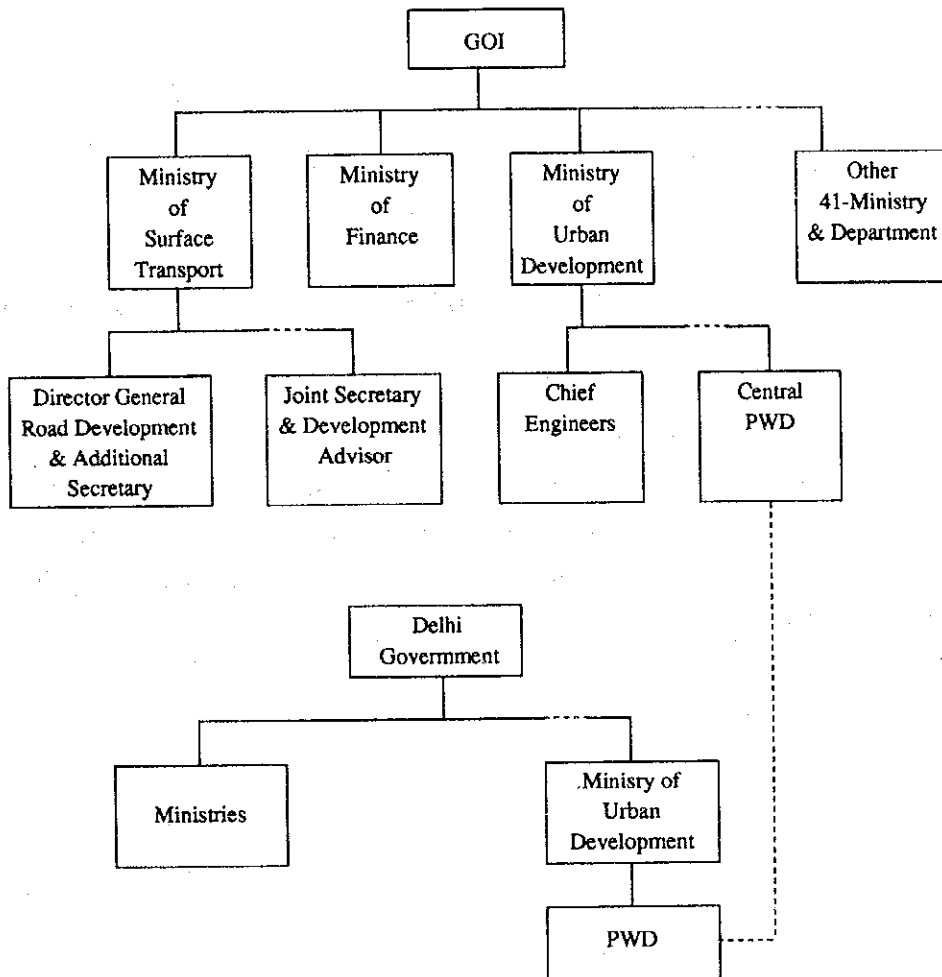 GOI
Ministry
of
Surface
Transport
Ministry
of
Finance
Ministry
of
Urban
Development
Other
41-Ministry
& Department
Director General
Road Development
& Additional
Secretary
Joint Secretary
& Development
Advisor
Chief
Engineers
Central
PWD
Delhi
Govermment
Ministries
Minisry of
Urban
Development
PWD